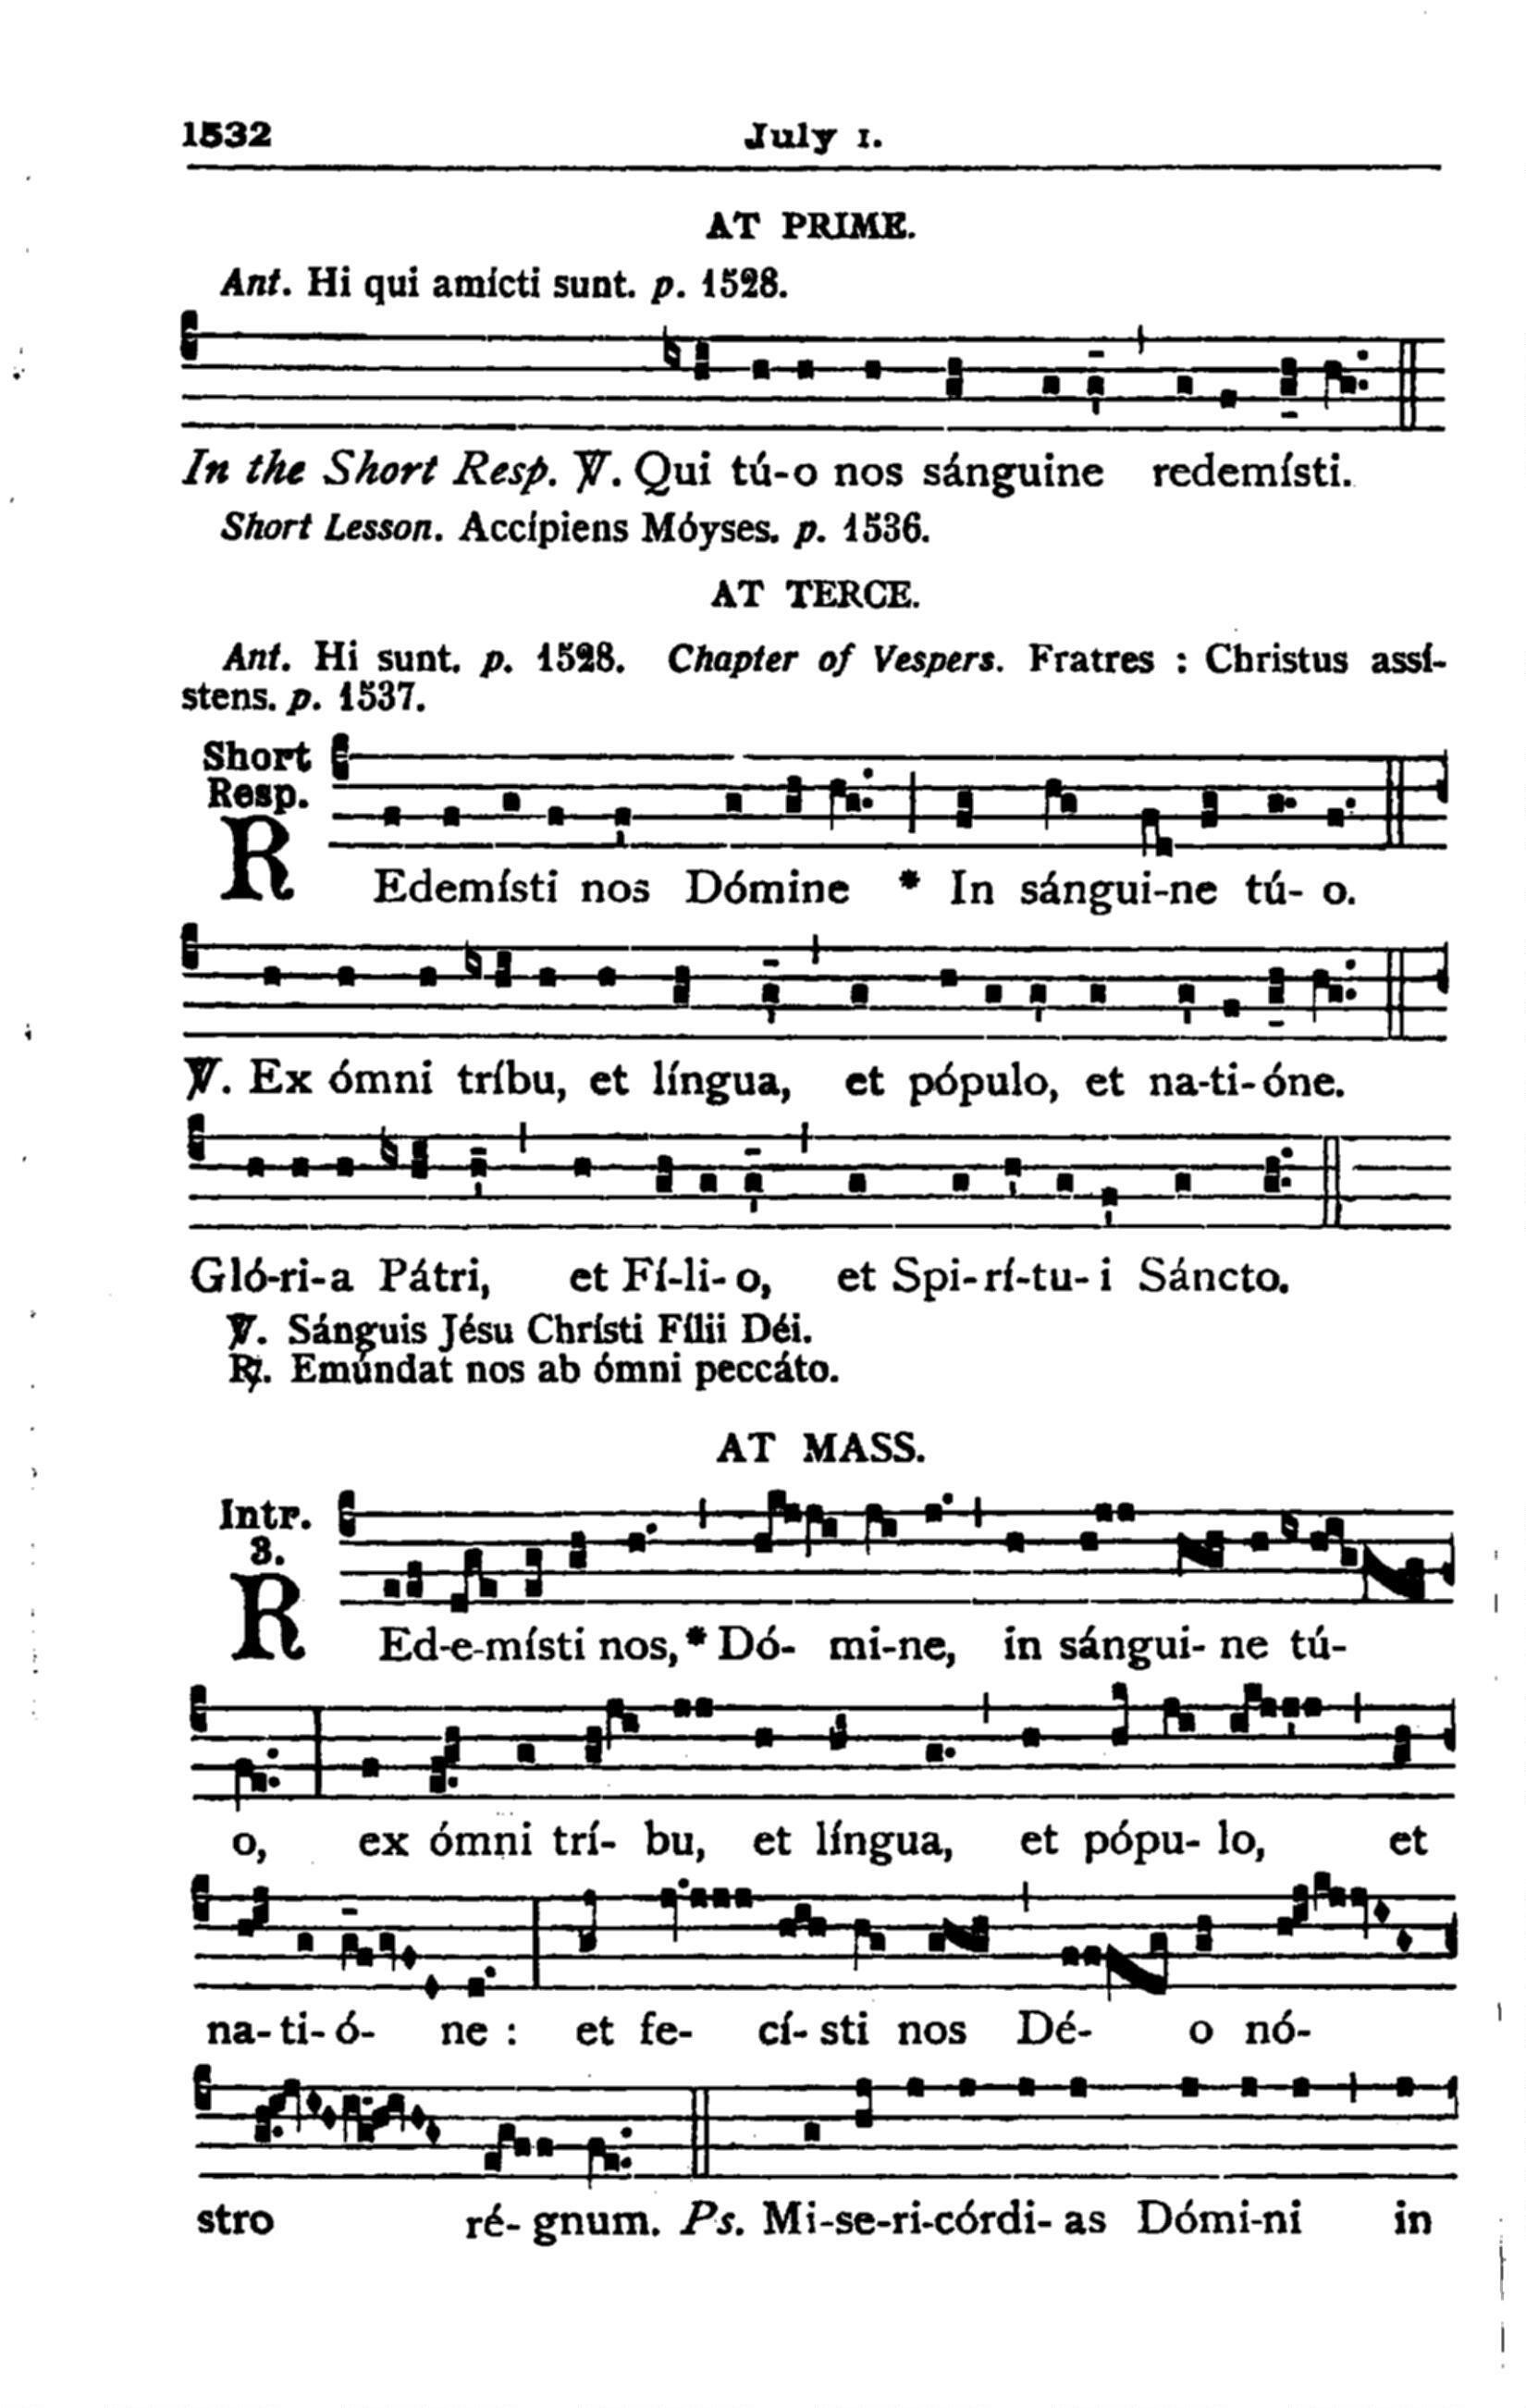 1532 July 1.
AT PRIME.
Ant. Hi qui amícti sunt. p. 1528.
In the Short Resp. ℣. Qui tú-o nos sánguine redemísti.
Short Lesson. Accípiens Móyses. p. 1536.
AT TERCE.
Ant. Hi sunt. p. 1528. Chapter of Vespers. Fratres : Christus assí-
stens. p. 1537.
Short
Resp.
REdemísti nos Dómine * In sángui-ne tú- o.
℣. Ex ómni tríbu, et língua, et pópulo, et na-ti-óne.
Gló-ri-a Pátri, et Fí-li- o, et Spi-rí-tu- i Sáncto.
℣. Sánguis Jésu Chrísti Fílii Déi.
℟. Emúndat nos ab ómni peccáto.
AT MASS.
Intr.
3.
REd-e-místi nos,* Dó- mi-ne, in sángui- ne tú-
o, ex ómni trí- bu, et língua, et pópu- lo, et
na- ti- ó- ne : et fe- cí- sti nos Dé- o nó-
stro ré- gnum. Ps. Mi-se-ri-córdi- as Dómi-ni in